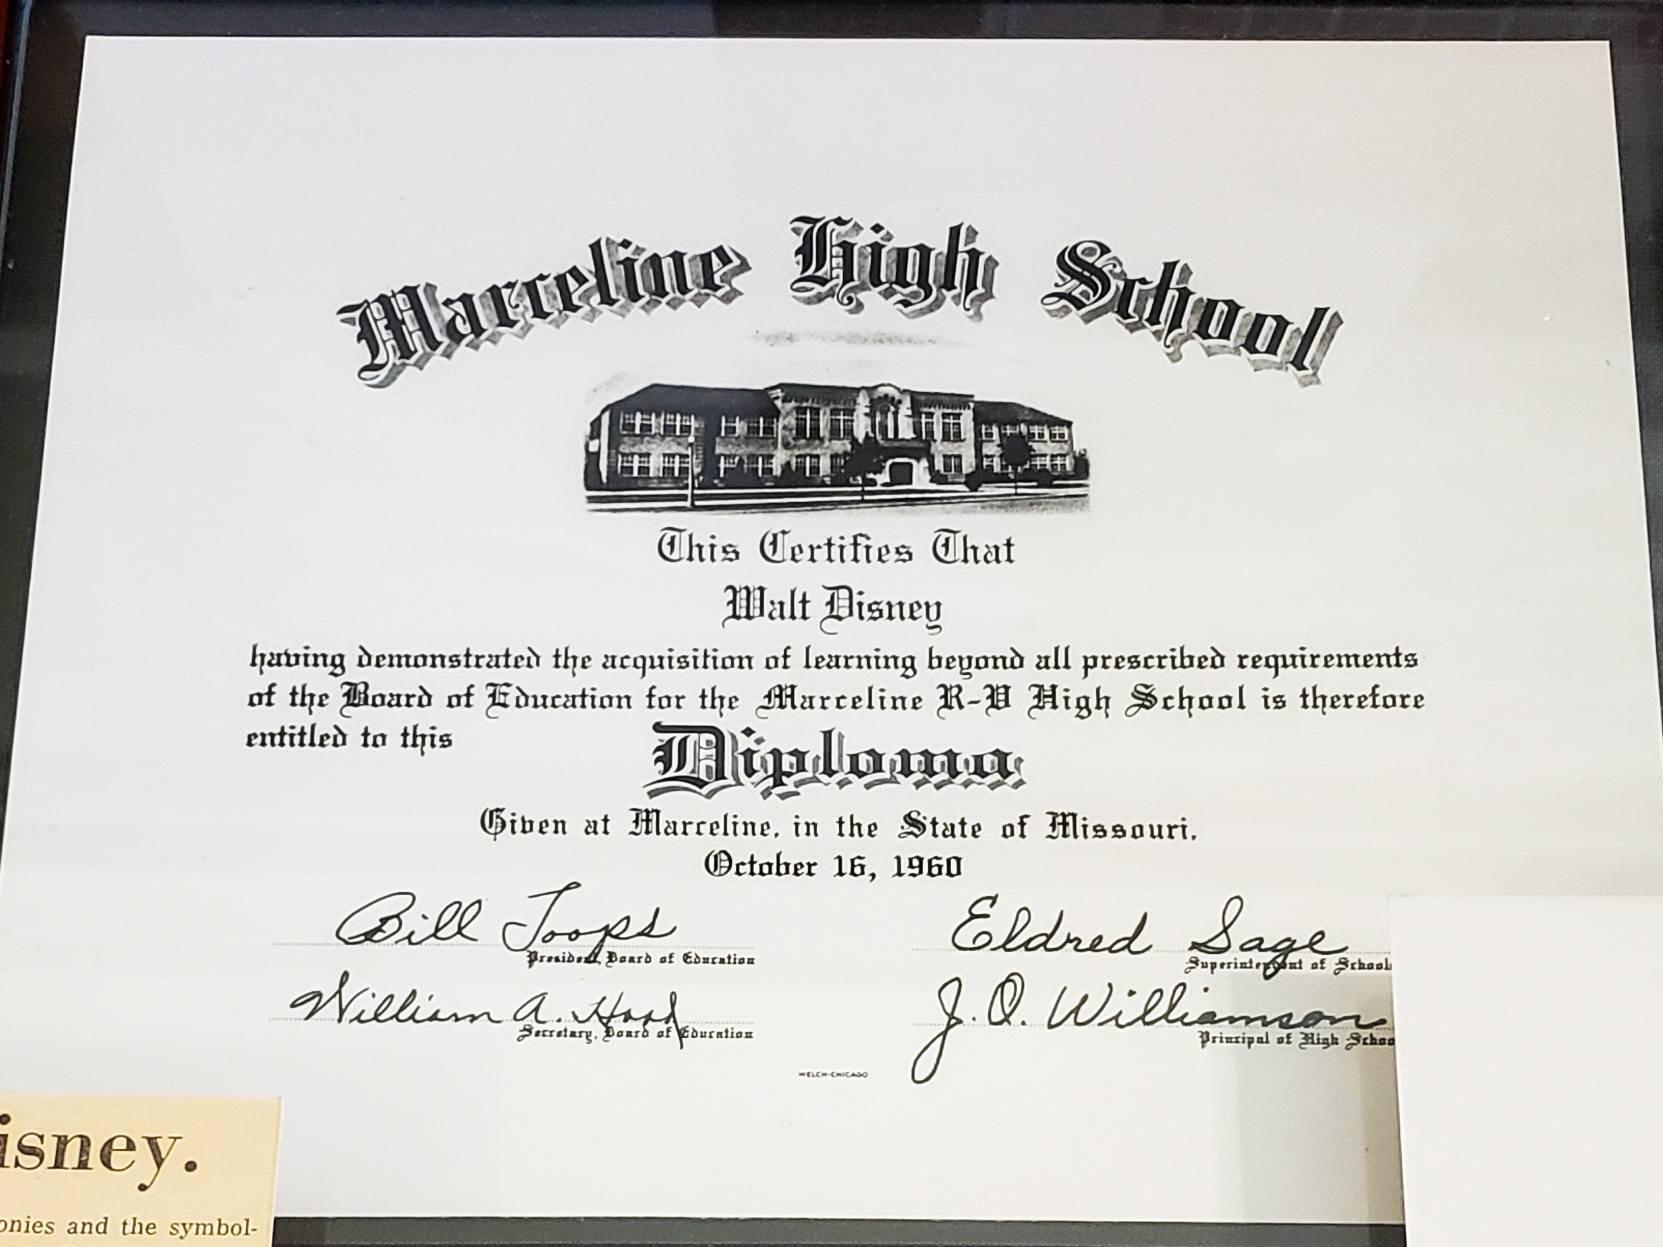 Marceline High School
This Certifies That
Walt Disney
having demonstrated the acquisition of learning beyond all prescribed requirements
of the Board of Education for the Marceline R-V High School is therefore
entitled to this
Diploma
Given at Marceline, in the State of Missouri,
October 16, 1960
Bill Toops
President, Board of Education
Eldred Sage
Superintendent of School
William A. Hood
Secretary, Board of Education
J. O. Williamson
Principal of High Schoo
WELCH-CHICAGO
isney.
onies and the symbol-